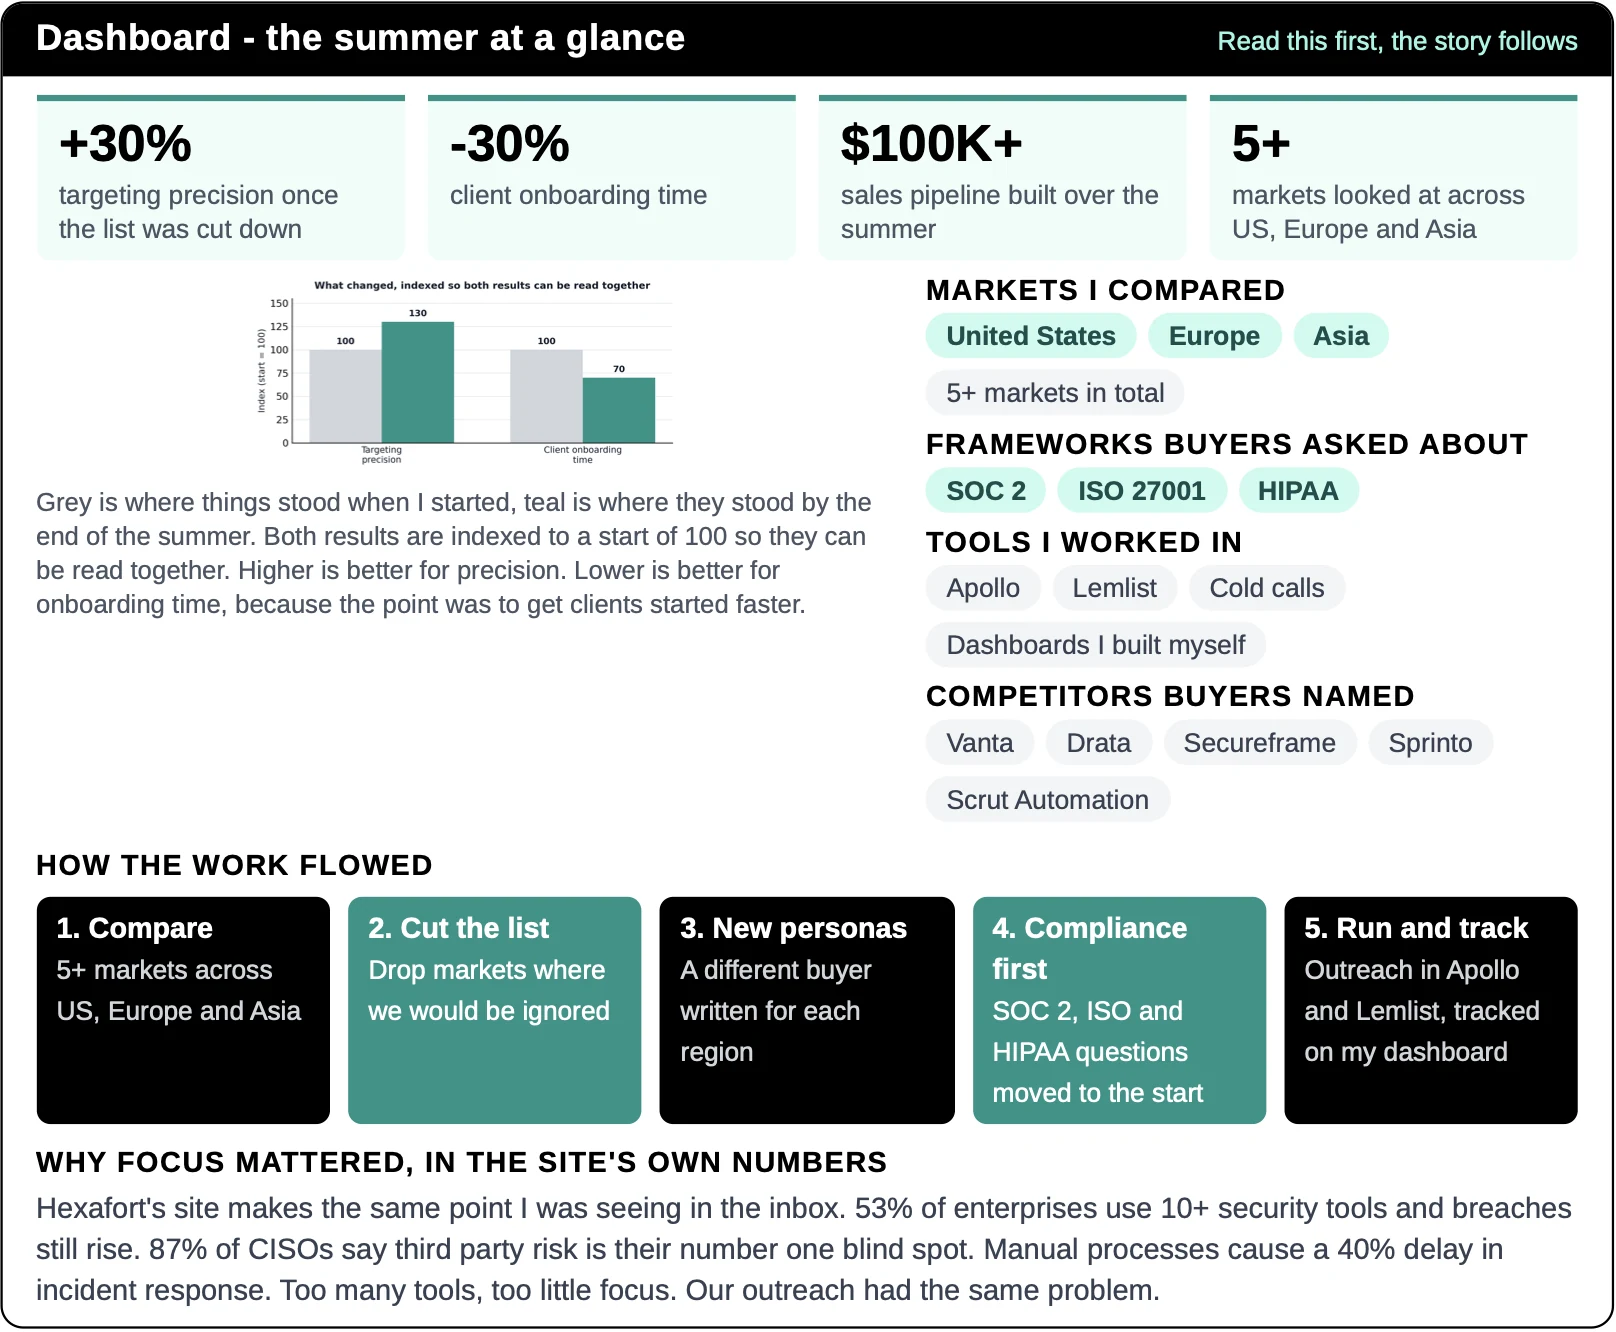 Dashboard - the summer at a glance
Read this first, the story follows
+30%
targeting precision once
the list was cut down
-30%
client onboarding time
$100K+
sales pipeline built over the
summer
5+
markets looked at across
US, Europe and Asia
What changed, indexed so both results can be read together
Index (start = 100)
150
125
100
75
50
25
0
100
130
100
70
Targeting
precision
Client onboarding
time
Grey is where things stood when I started, teal is where they stood by the
end of the summer. Both results are indexed to a start of 100 so they can
be read together. Higher is better for precision. Lower is better for
onboarding time, because the point was to get clients started faster.
MARKETS I COMPARED
United States Europe Asia
5+ markets in total
FRAMEWORKS BUYERS ASKED ABOUT
SOC 2 ISO 27001 HIPAA
TOOLS I WORKED IN
Apollo Lemlist Cold calls
Dashboards I built myself
COMPETITORS BUYERS NAMED
Vanta Drata Secureframe Sprinto
Scrut Automation
HOW THE WORK FLOWED
1. Compare
5+ markets across
US, Europe and Asia
2. Cut the list
Drop markets where
we would be ignored
3. New personas
A different buyer
written for each
region
4. Compliance
first
SOC 2, ISO and
HIPAA questions
moved to the start
5. Run and track
Outreach in Apollo
and Lemlist, tracked
on my dashboard
WHY FOCUS MATTERED, IN THE SITE'S OWN NUMBERS
Hexafort's site makes the same point I was seeing in the inbox. 53% of enterprises use 10+ security tools and breaches
still rise. 87% of CISOs say third party risk is their number one blind spot. Manual processes cause a 40% delay in
incident response. Too many tools, too little focus. Our outreach had the same problem.